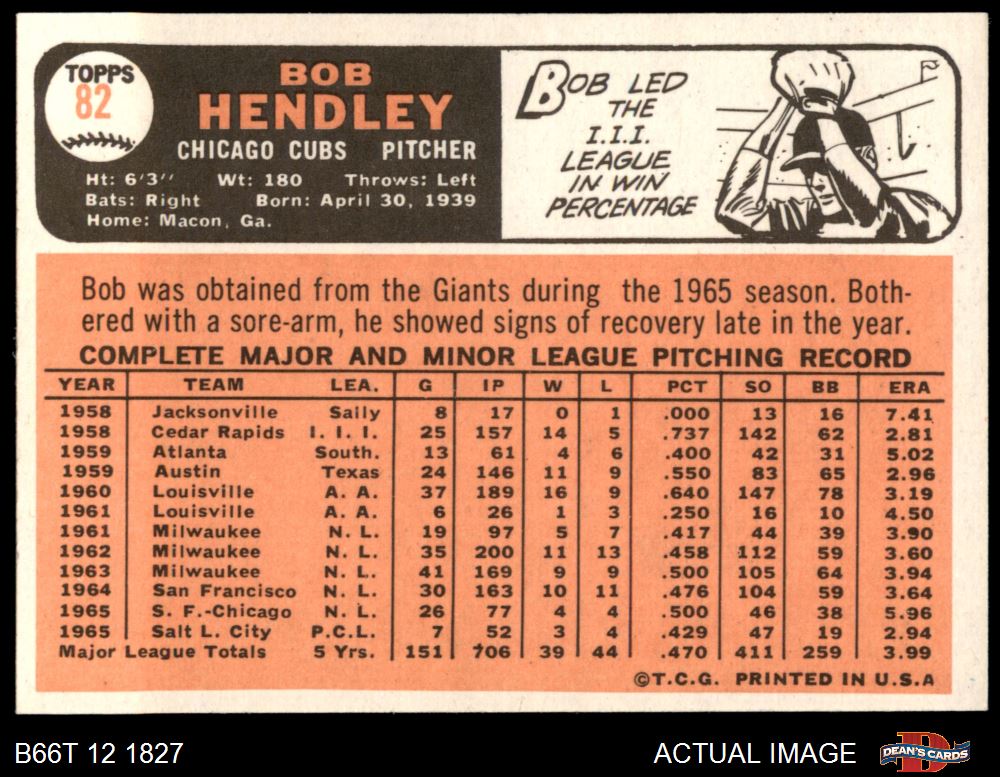 TOPPS
82
BOB
HENDLEY
CHICAGO CUBS PITCHER
Ht: 6'3" Wt: 180 Throws: Left
Bats: Right Born: April 30, 1939
Home: Macon, Ga.
BOB LED
THE
I.I.I.
LEAGUE
IN WIN
PERCENTAGE
Bob was obtained from the Giants during the 1965 season. Both-
ered with a sore-arm, he showed signs of recovery late in the year.
COMPLETE MAJOR AND MINOR LEAGUE PITCHING RECORD
YEAR TEAM LEA. G IP W L PCT SO BB ERA
1958 Jacksonville Sally 8 17 0 1 .000 13 16 7.41
1958 Cedar Rapids I. I. I. 25 157 14 5 .737 142 62 2.81
1959 Atlanta South. 13 61 4 6 .400 42 31 5.02
1959 Austin Texas 24 146 11 9 .550 83 65 2.96
1960 Louisville A. A. 37 189 16 9 .640 147 78 3.19
1961 Louisville A. A. 6 26 1 3 .250 16 10 4.50
1961 Milwaukee N. L. 19 97 5 7 .417 44 39 3.90
1962 Milwaukee N. L. 35 200 11 13 .458 112 59 3.60
1963 Milwaukee N. L. 41 169 9 9 .500 105 64 3.94
1964 San Francisco N. L. 30 163 10 11 .476 104 59 3.64
1965 S. F.-Chicago N. L. 26 77 4 4 .500 46 38 5.96
1965 Salt L. City P.C.L. 7 52 3 4 .429 47 19 2.94
Major League Totals 5 Yrs. 151 706 39 44 .470 411 259 3.99
©T.C.G. PRINTED IN U.S.A
B66T 12 1827 ACTUAL IMAGE
DEAN'S CARDS